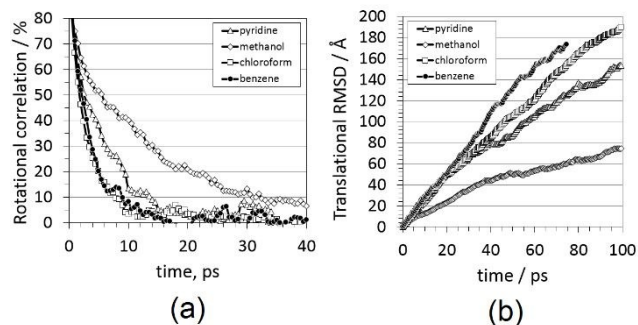 Rotational correlation / %
80
70
60
50
40
30
20
10
0
pyridine
methanol
chloroform
benzene
0 10 20 30 40
time, ps
(a)
Translational RMSD / Å
200
180
160
140
120
100
80
60
40
20
0
pyridine
methanol
chloroform
benzene
0 20 40 60 80 100
time / ps
(b)